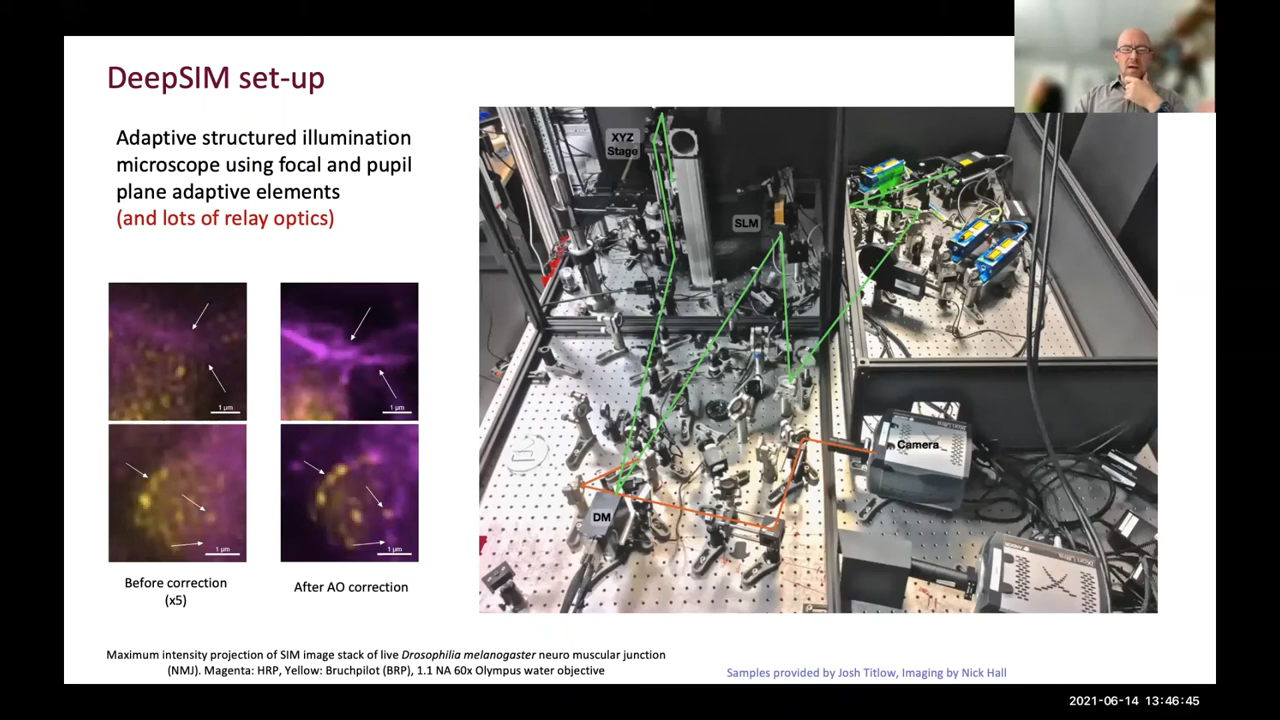 DeepSIM set-up
Adaptive structured illumination
microscope using focal and pupil
plane adaptive elements
(and lots of relay optics)
XYZ
Stage
SLM
Camera
DM
1 µm
1 µm
1 µm
1 µm
Before correction
(x5)
After AO correction
Maximum intensity projection of SIM image stack of live Drosophilia melanogaster neuro muscular junction
(NMJ). Magenta: HRP, Yellow: Bruchpilot (BRP), 1.1 NA 60x Olympus water objective
Samples provided by Josh Titlow, Imaging by Nick Hall
2021-06-14 13:46:45